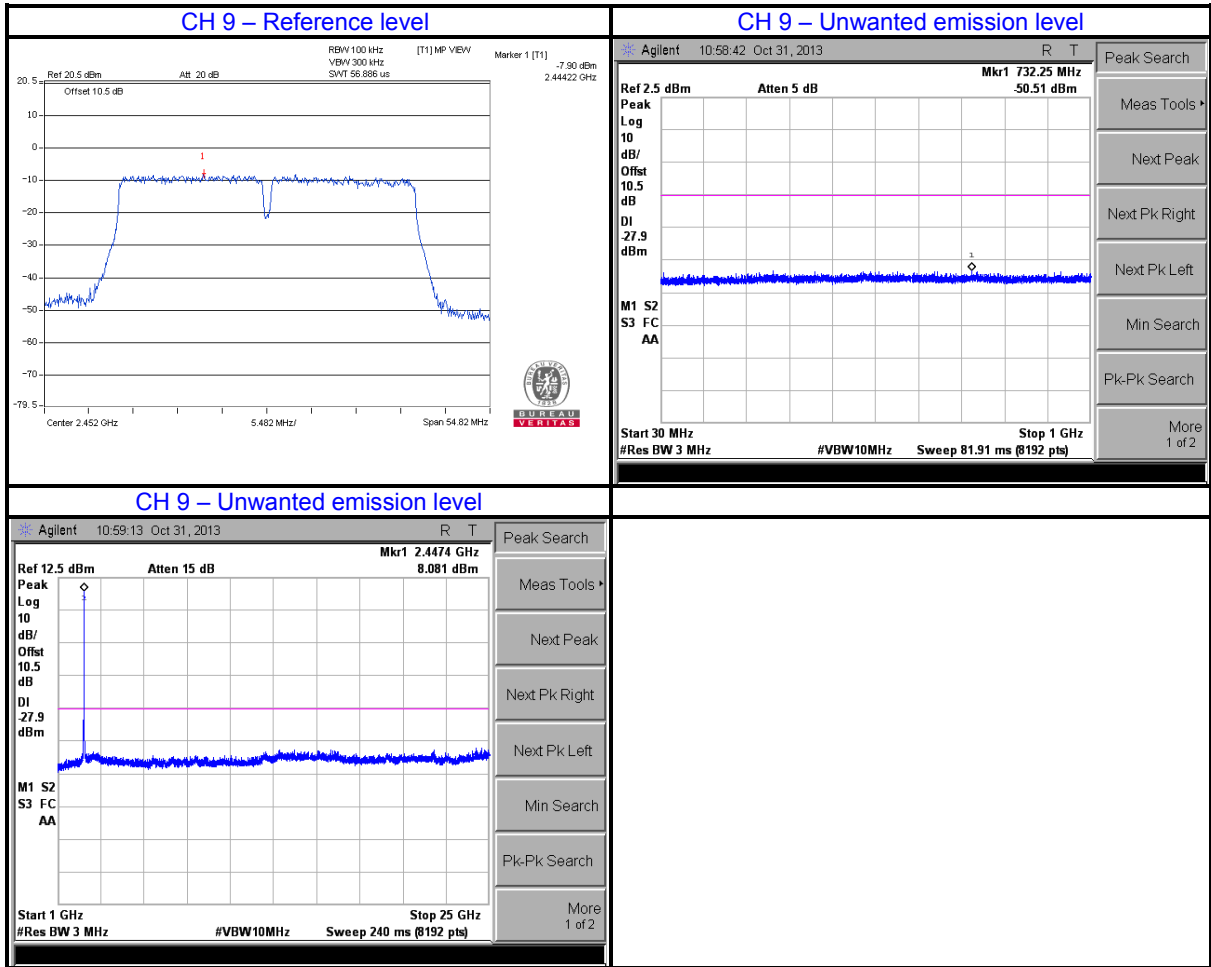 CH 9 – Reference level
RBW 100 kHz
VBW 300 kHz
SWT 56.886 us
[T1] MP VIEW
Marker 1 [T1]
-7.90 dBm
2.44422 GHz
Ref 20.5 dBm
Att 20 dB
20.5
Offset 10.5 dB
10
0
-10
-20
-30
-40
-50
-60
-70
-79.5
1
Center 2.452 GHz
5.482 MHz/
Span 54.82 MHz
BUREAU VERITAS
1828
BUREAU
VERITAS
CH 9 – Unwanted emission level
Agilent 10:58:42 Oct 31, 2013
R T
Mkr1 732.25 MHz
Ref 2.5 dBm Atten 5 dB -50.51 dBm
Peak
Log
10
dB/
Offst
10.5
dB
DI
-27.9
dBm
M1 S2
S3 FC
AA
1
Start 30 MHz Stop 1 GHz
#Res BW 3 MHz #VBW10MHz Sweep 81.91 ms (8192 pts)
Peak Search
Meas Tools
Next Peak
Next Pk Right
Next Pk Left
Min Search
Pk-Pk Search
More
1 of 2
CH 9 – Unwanted emission level
Agilent 10:59:13 Oct 31, 2013
R T
Mkr1 2.4474 GHz
Ref 12.5 dBm Atten 15 dB 8.081 dBm
Peak
Log
10
dB/
Offst
10.5
dB
DI
-27.9
dBm
M1 S2
S3 FC
AA
Start 1 GHz Stop 25 GHz
#Res BW 3 MHz #VBW10MHz Sweep 240 ms (8192 pts)
Peak Search
Meas Tools
Next Peak
Next Pk Right
Next Pk Left
Min Search
Pk-Pk Search
More
1 of 2